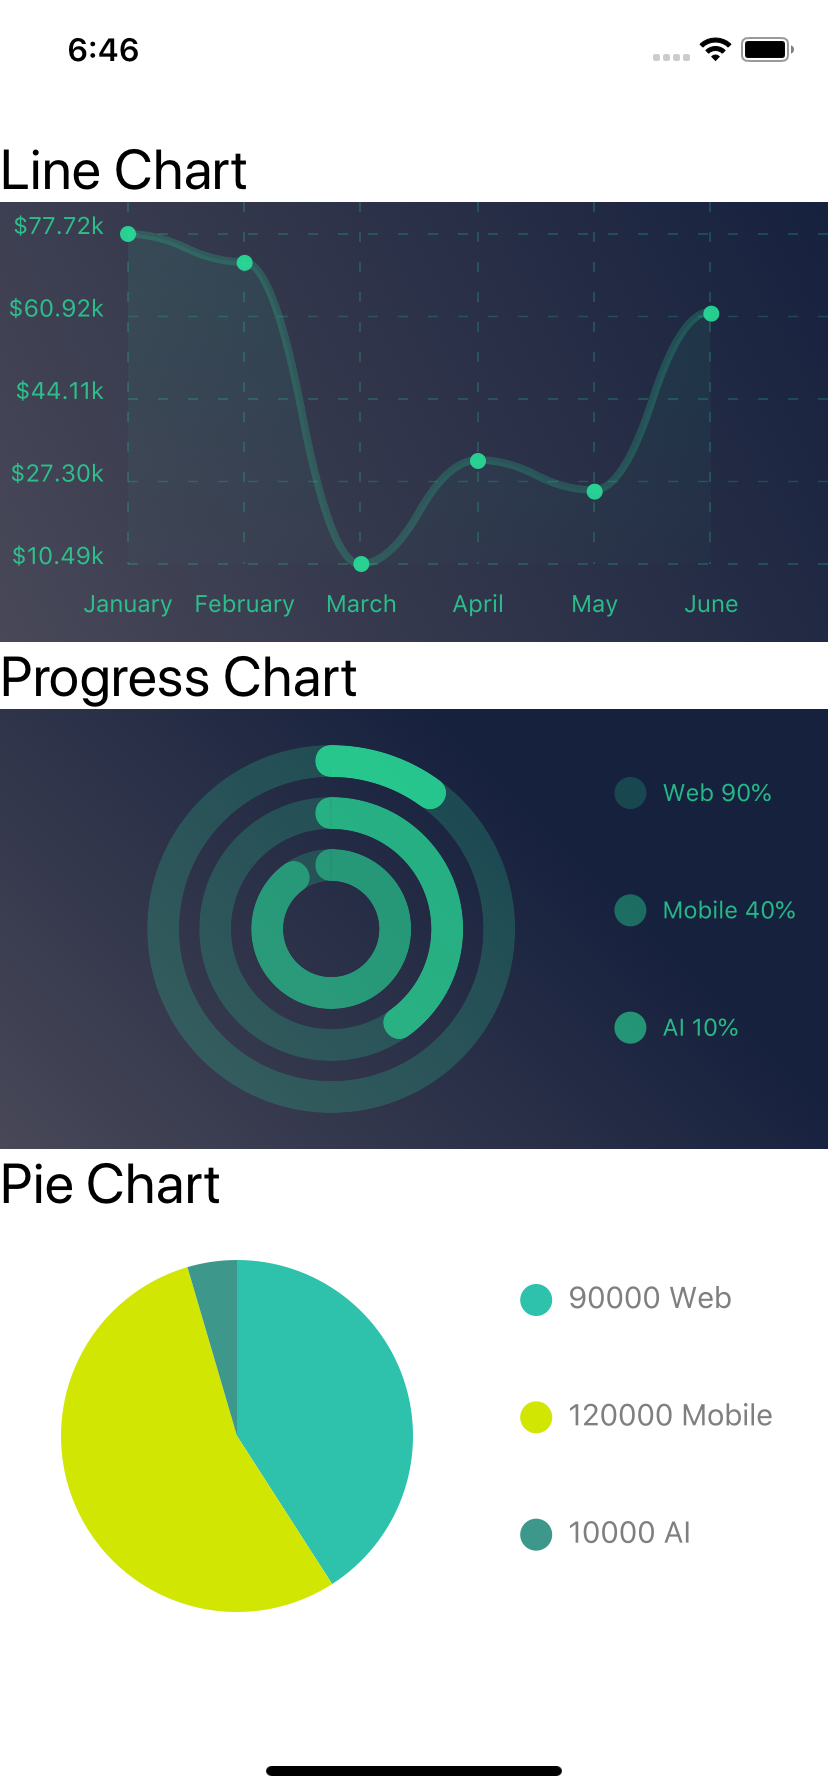 6:46
Line Chart
$77.72k
$60.92k
$44.11k
$27.30k
$10.49k
January February March April May June
Progress Chart
Web 90%
Mobile 40%
AI 10%
Pie Chart
90000 Web
120000 Mobile
10000 AI